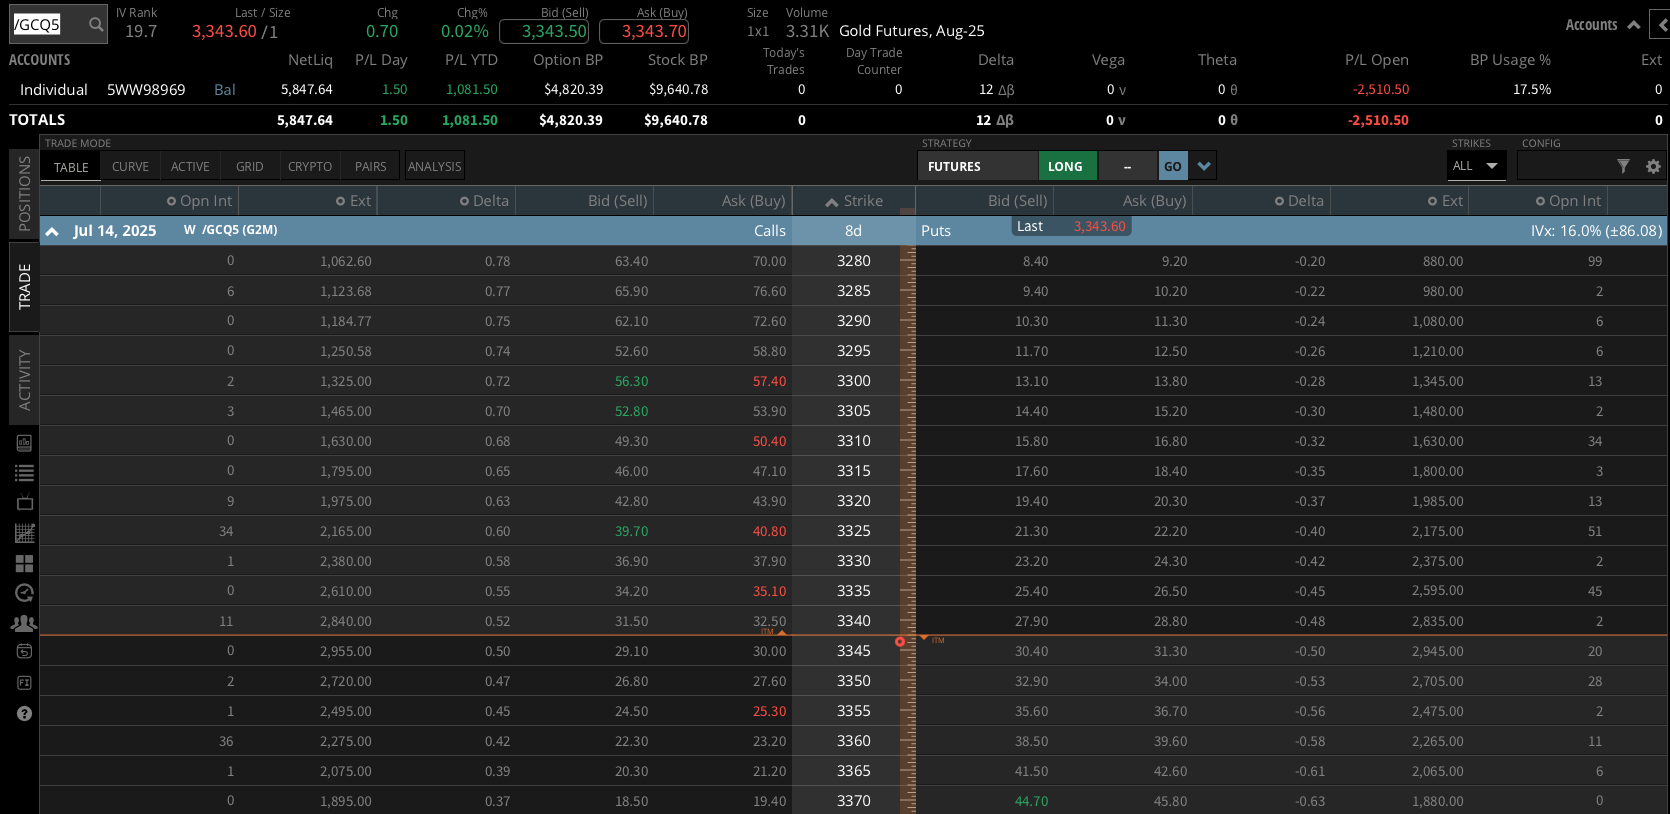 /GCQ5 IV Rank 19.7 Last / Size 3,343.60 / 1 Chg 0.70 Chg% 0.02% Bid (Sell) 3,343.50 Ask (Buy) 3,343.70 Size 1x1 Volume 3.31K Gold Futures, Aug-25 Accounts
ACCOUNTS NetLiq P/L Day P/L YTD Option BP Stock BP Today's Trades Day Trade Counter Delta Vega Theta P/L Open BP Usage % Ext
Individual 5WW98969 Bal 5,847.64 1.50 1,081.50 $4,820.39 $9,640.78 0 0 12 Δβ 0 v 0 θ -2,510.50 17.5% 0
TOTALS 5,847.64 1.50 1,081.50 $4,820.39 $9,640.78 0 12 Δβ 0 v 0 θ -2,510.50 0
TRADE MODE STRATEGY STRIKES CONFIG
TABLE CURVE ACTIVE GRID CRYPTO PAIRS ANALYSIS FUTURES LONG -- GO ALL
POSITIONS
TRADE
ACTIVITY
FI
?
Opn Int Ext Delta Bid (Sell) Ask (Buy) Strike Bid (Sell) Ask (Buy) Delta Ext Opn Int
Jul 14, 2025 W /GCQ5 (G2M) Calls 8d Puts Last 3,343.60 IVx: 16.0% (±86.08)
0 1,062.60 0.78 63.40 70.00 3280 8.40 9.20 -0.20 880.00 99
6 1,123.68 0.77 65.90 76.60 3285 9.40 10.20 -0.22 980.00 2
0 1,184.77 0.75 62.10 72.60 3290 10.30 11.30 -0.24 1,080.00 6
0 1,250.58 0.74 52.60 58.80 3295 11.70 12.50 -0.26 1,210.00 6
2 1,325.00 0.72 56.30 57.40 3300 13.10 13.80 -0.28 1,345.00 13
3 1,465.00 0.70 52.80 53.90 3305 14.40 15.20 -0.30 1,480.00 2
0 1,630.00 0.68 49.30 50.40 3310 15.80 16.80 -0.32 1,630.00 34
0 1,795.00 0.65 46.00 47.10 3315 17.60 18.40 -0.35 1,800.00 3
9 1,975.00 0.63 42.80 43.90 3320 19.40 20.30 -0.37 1,985.00 13
34 2,165.00 0.60 39.70 40.80 3325 21.30 22.20 -0.40 2,175.00 51
1 2,380.00 0.58 36.90 37.90 3330 23.20 24.30 -0.42 2,375.00 2
0 2,610.00 0.55 34.20 35.10 3335 25.40 26.50 -0.45 2,595.00 45
11 2,840.00 0.52 31.50 32.50 3340 27.90 28.80 -0.48 2,835.00 2
ITM ITM
0 2,955.00 0.50 29.10 30.00 3345 30.40 31.30 -0.50 2,945.00 20
2 2,720.00 0.47 26.80 27.60 3350 32.90 34.00 -0.53 2,705.00 28
1 2,495.00 0.45 24.50 25.30 3355 35.60 36.70 -0.56 2,475.00 2
36 2,275.00 0.42 22.30 23.20 3360 38.50 39.60 -0.58 2,265.00 11
1 2,075.00 0.39 20.30 21.20 3365 41.50 42.60 -0.61 2,065.00 6
0 1,895.00 0.37 18.50 19.40 3370 44.70 45.80 -0.63 1,880.00 0